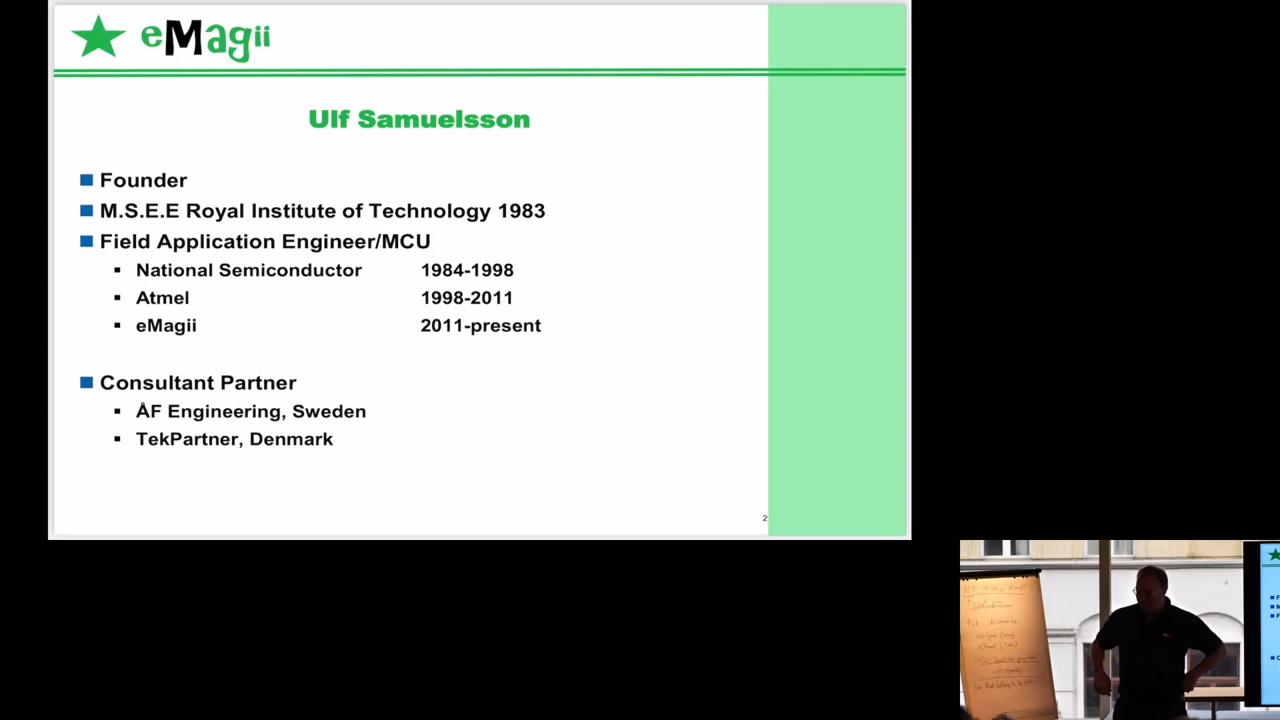 eMagii
Ulf Samuelsson
Founder
M.S.E.E Royal Institute of Technology 1983
Field Application Engineer/MCU
National Semiconductor 1984-1998
Atmel 1998-2011
eMagii 2011-present
Consultant Partner
ÅF Engineering, Sweden
TekPartner, Denmark
2